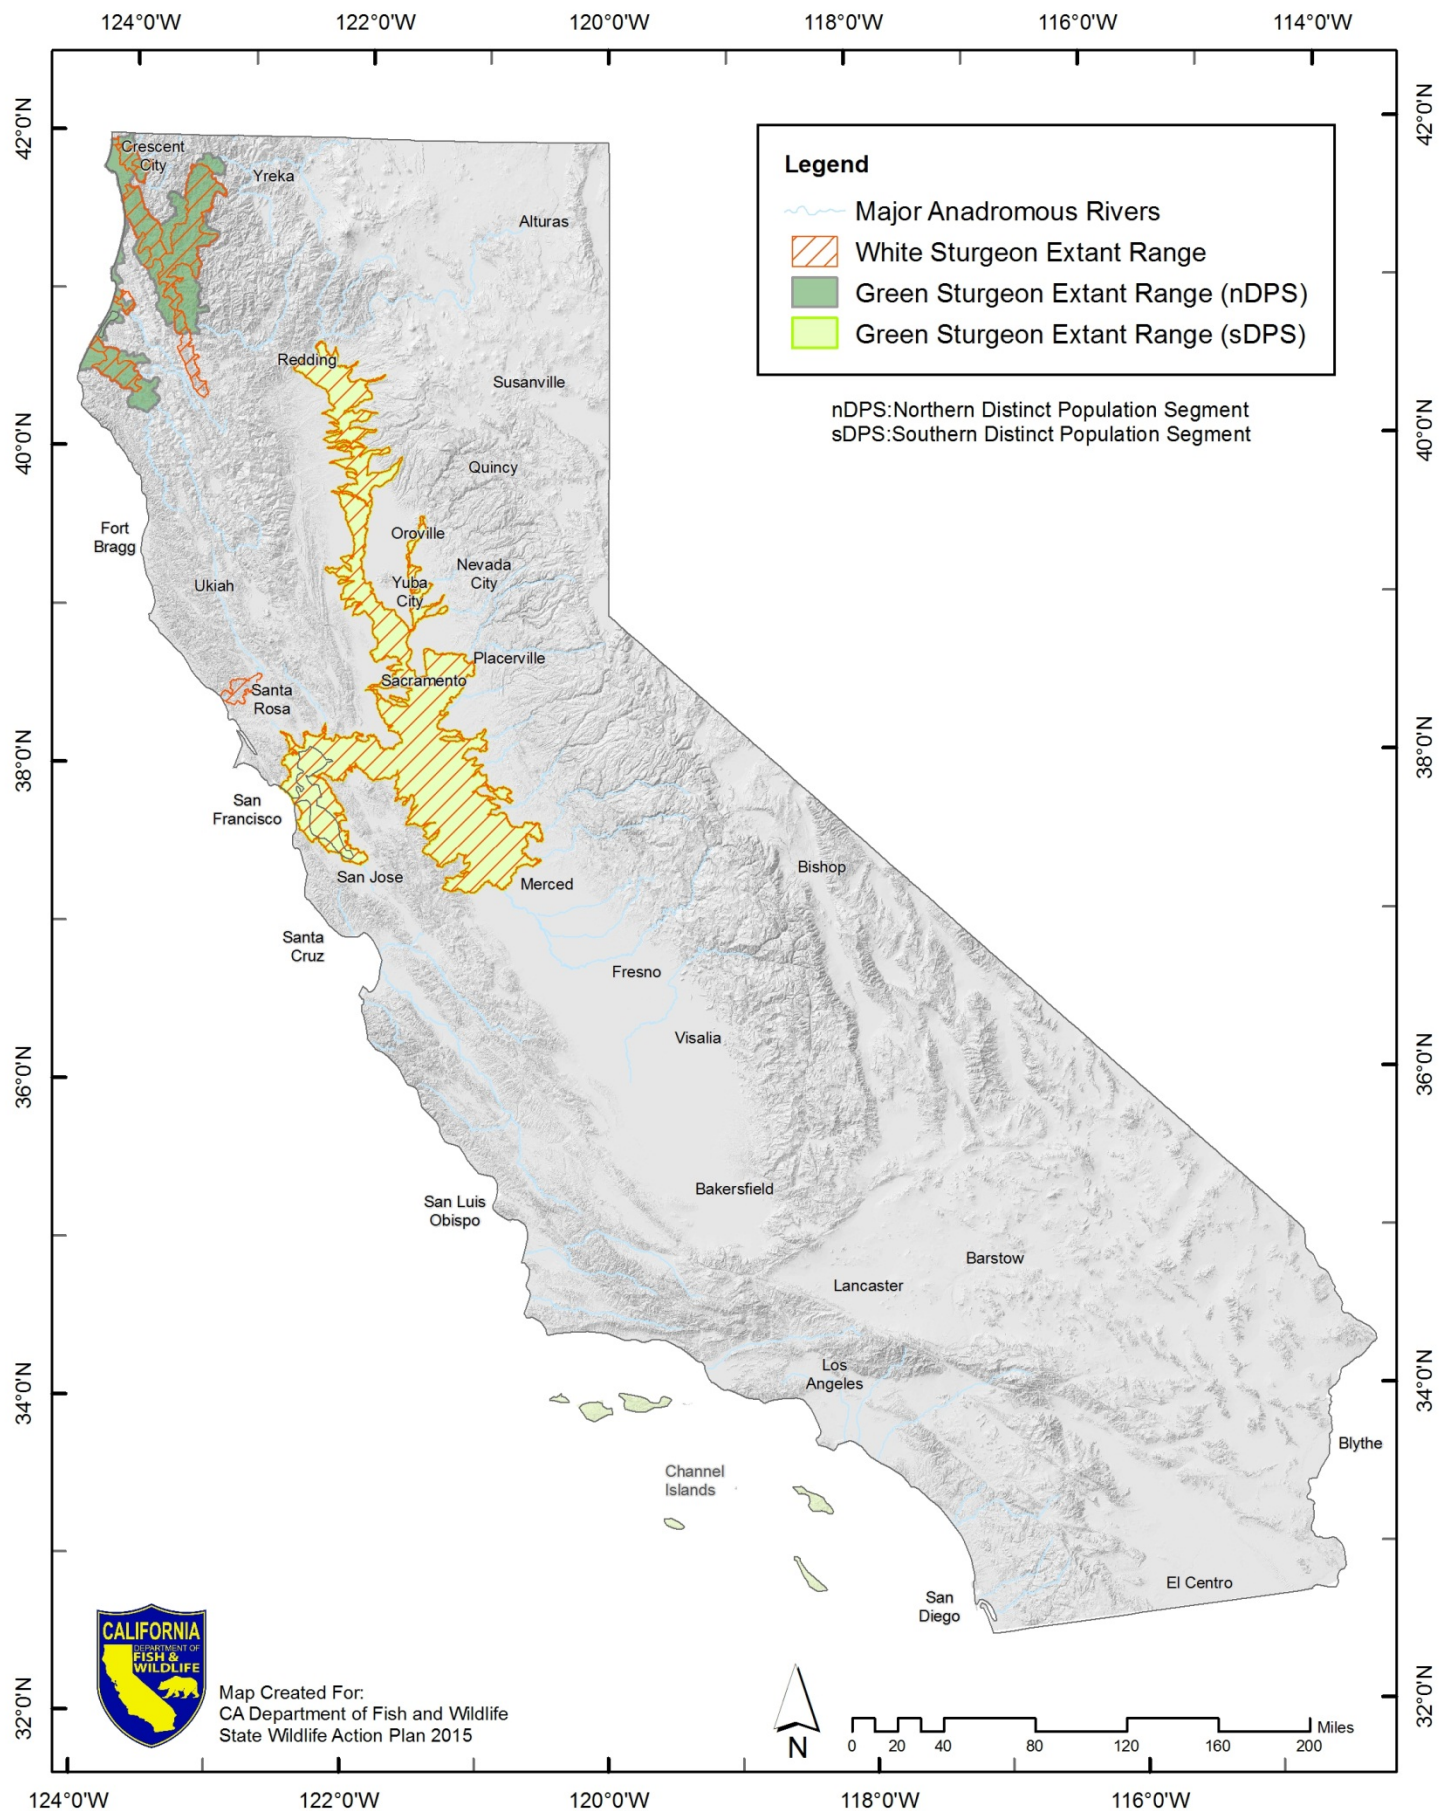 124°0'W 122°0'W 120°0'W 118°0'W 116°0'W 114°0'W
42°0'N
42°0'N
Crescent
City
Yreka
Alturas
Legend
Major Anadromous Rivers
White Sturgeon Extant Range
Green Sturgeon Extant Range (nDPS)
Green Sturgeon Extant Range (sDPS)
nDPS:Northern Distinct Population Segment
sDPS:Southern Distinct Population Segment
Redding
Susanville
40°0'N
40°0'N
Quincy
Fort
Bragg
Oroville
Nevada
City
Yuba
City
Ukiah
Placerville
Sacramento
Santa
Rosa
38°0'N
38°0'N
San
Francisco
San Jose
Merced
Bishop
Santa
Cruz
Fresno
Visalia
36°0'N
36°0'N
Bakersfield
San Luis
Obispo
Barstow
Lancaster
Los
Angeles
34°0'N
34°0'N
Blythe
Channel
Islands
El Centro
San
Diego
CALIFORNIA
DEPARTMENT OF
FISH &
WILDLIFE
Map Created For:
CA Department of Fish and Wildlife
State Wildlife Action Plan 2015
32°0'N
32°0'N
N
Miles
0 20 40 80 120 160 200
124°0'W 122°0'W 120°0'W 118°0'W 116°0'W